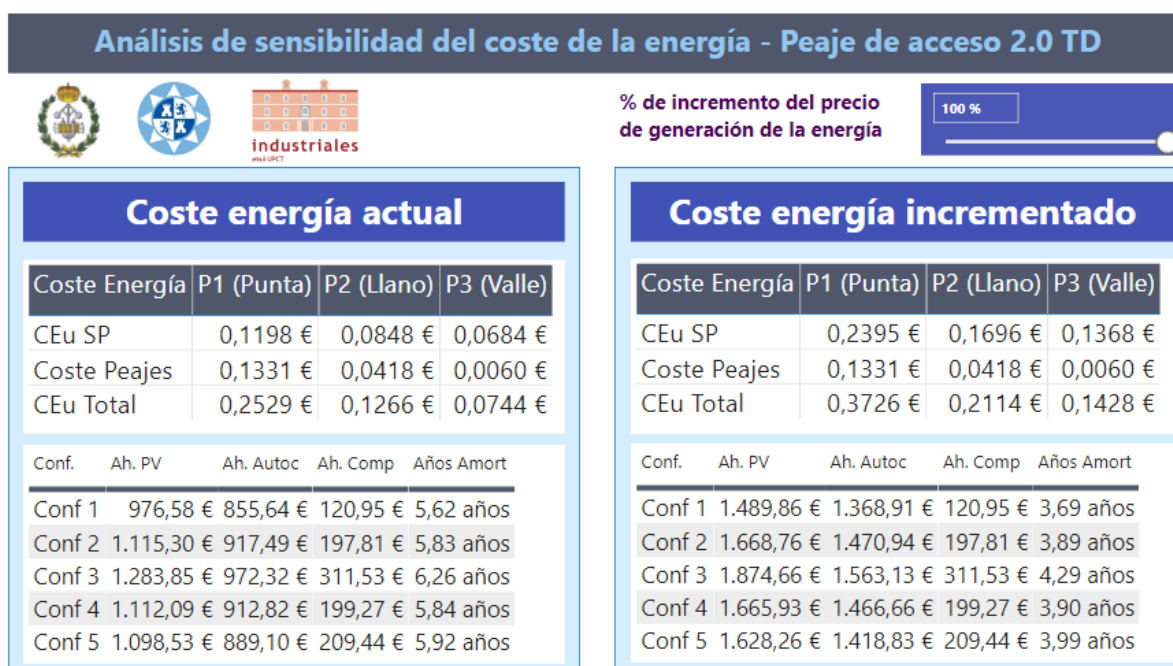 Análisis de sensibilidad del coste de la energía - Peaje de acceso 2.0 TD
industriales
etsii UPCT
% de incremento del precio
de generación de la energía
100 %
Coste energía actual
Coste Energía P1 (Punta) P2 (Llano) P3 (Valle)
CEu SP 0,1198 € 0,0848 € 0,0684 €
Coste Peajes 0,1331 € 0,0418 € 0,0060 €
CEu Total 0,2529 € 0,1266 € 0,0744 €
Conf. Ah. PV Ah. Autoc Ah. Comp Años Amort
Conf 1 976,58 € 855,64 € 120,95 € 5,62 años
Conf 2 1.115,30 € 917,49 € 197,81 € 5,83 años
Conf 3 1.283,85 € 972,32 € 311,53 € 6,26 años
Conf 4 1.112,09 € 912,82 € 199,27 € 5,84 años
Conf 5 1.098,53 € 889,10 € 209,44 € 5,92 años
Coste energía incrementado
Coste Energía P1 (Punta) P2 (Llano) P3 (Valle)
CEu SP 0,2395 € 0,1696 € 0,1368 €
Coste Peajes 0,1331 € 0,0418 € 0,0060 €
CEu Total 0,3726 € 0,2114 € 0,1428 €
Conf. Ah. PV Ah. Autoc Ah. Comp Años Amort
Conf 1 1.489,86 € 1.368,91 € 120,95 € 3,69 años
Conf 2 1.668,76 € 1.470,94 € 197,81 € 3,89 años
Conf 3 1.874,66 € 1.563,13 € 311,53 € 4,29 años
Conf 4 1.665,93 € 1.466,66 € 199,27 € 3,90 años
Conf 5 1.628,26 € 1.418,83 € 209,44 € 3,99 años